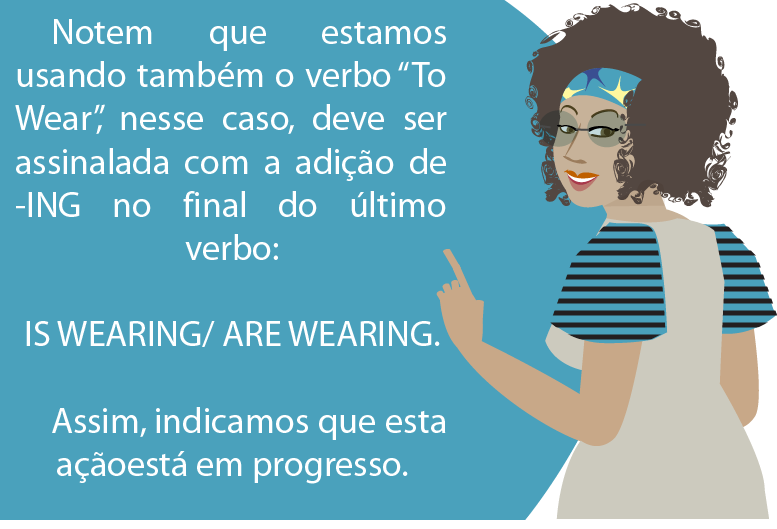 Notem que estamos
usando também o verbo “To
Wear”, nesse caso, deve ser
assinalada com a adição de
-ING no final do último
verbo:
IS WEARING/ ARE WEARING.
Assim, indicamos que esta
açãoestá em progresso.